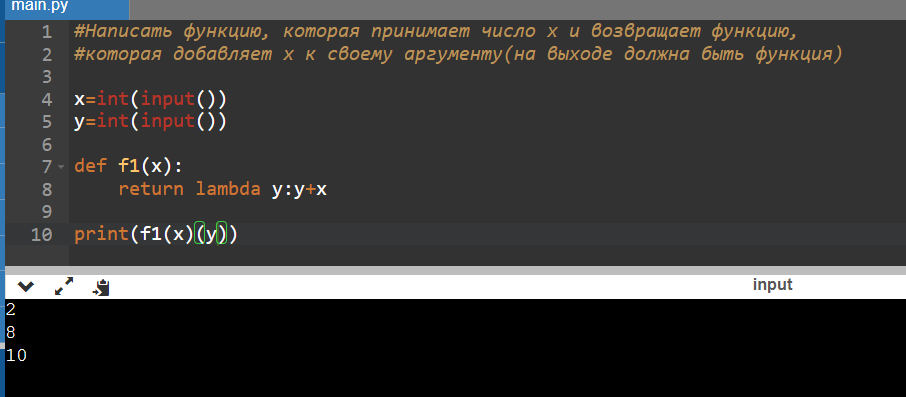 main.py
1 #Написать функцию, которая принимает число x и возвращает функцию,
2 #которая добавляет x к своему аргументу(на выходе должна быть функция)
3
4 x=int(input())
5 y=int(input())
6
7 def f1(x):
8     return lambda y:y+x
9
10 print(f1(x)(y))
input
2
8
10